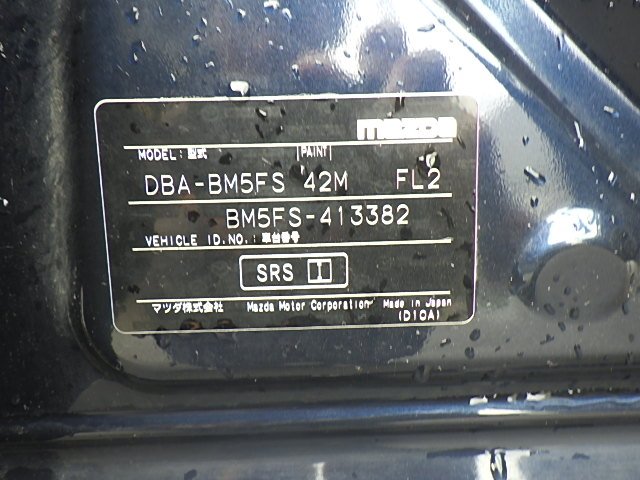 mazda
MODEL : 型式 PAINT
DBA-BM5FS 42M FL2
BM5FS-413382
VEHICLE ID.NO. : 車台番号
SRS I
マツダ株式会社 Mazda Motor Corporation Made in Japan
(D10A)